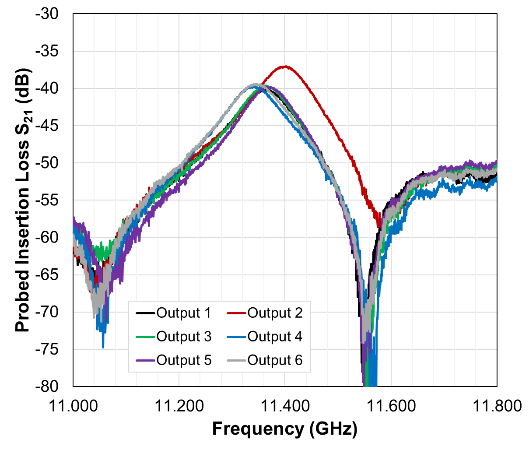 Probed Insertion Loss S21 (dB)
-30
-35
-40
-45
-50
-55
-60
-65
-70
-75
-80
Output 1 Output 2
Output 3 Output 4
Output 5 Output 6
11.000 11.200 11.400 11.600 11.800
Frequency (GHz)